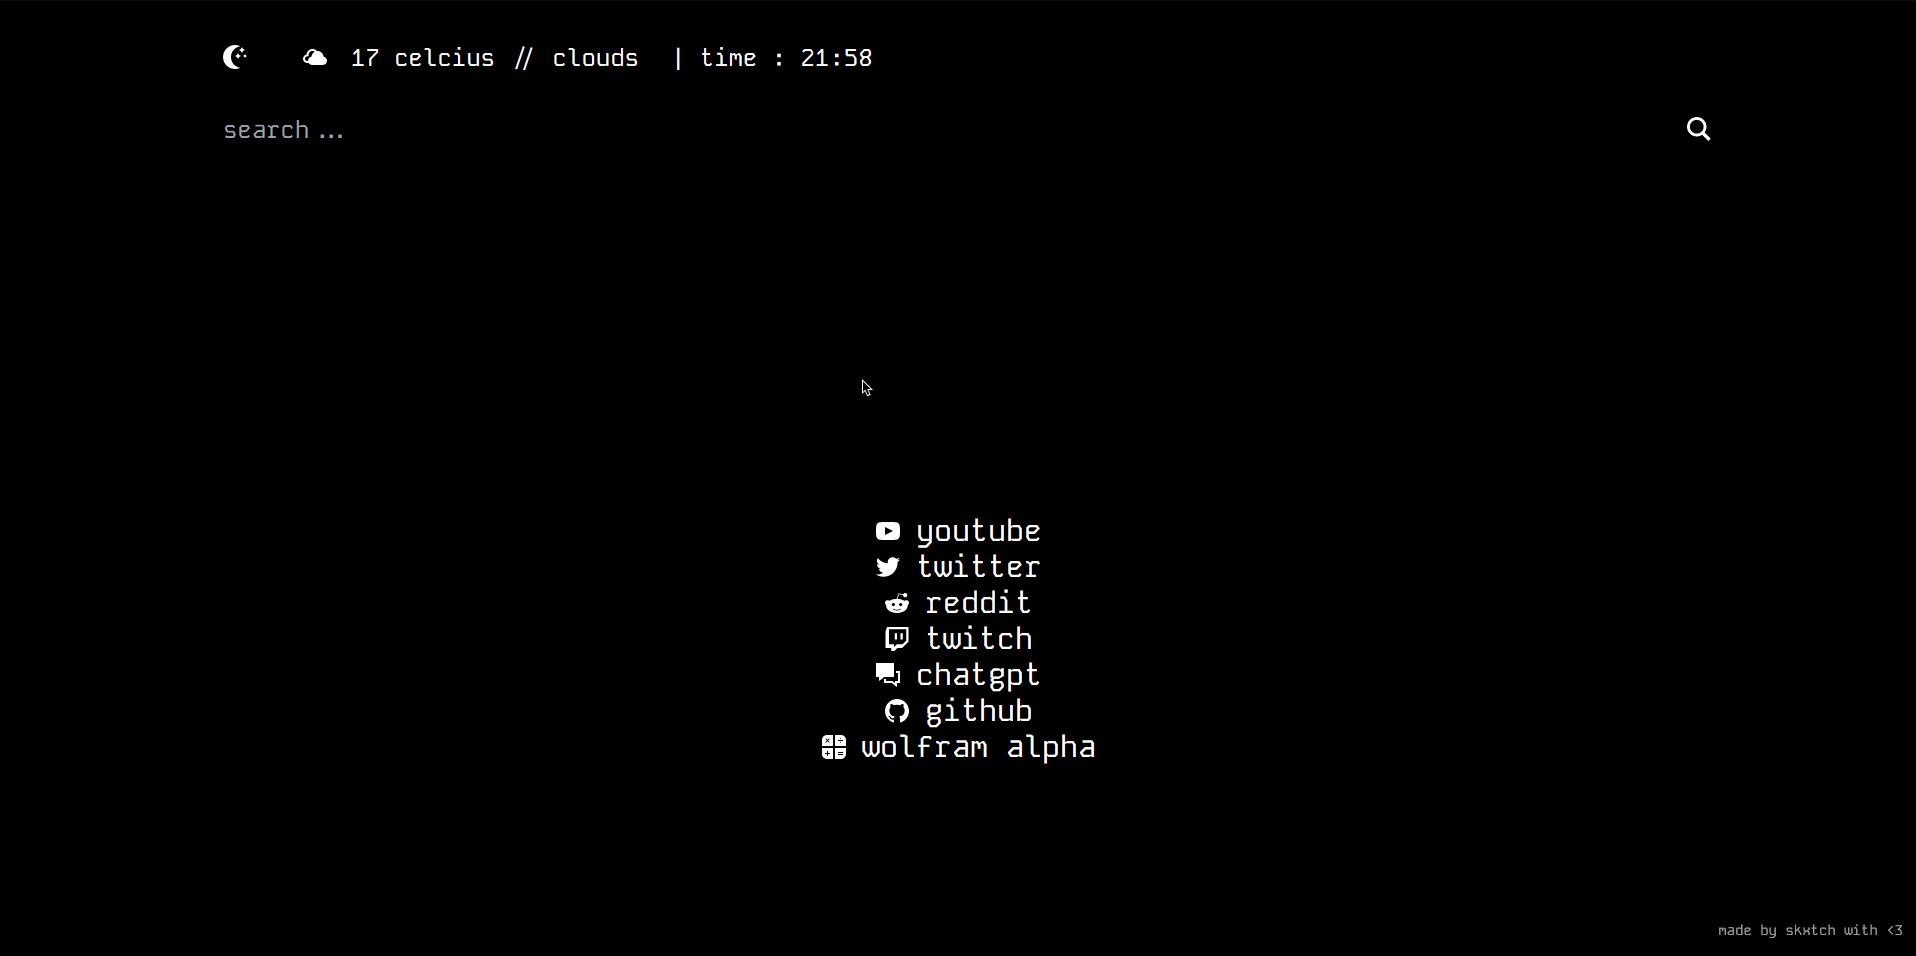 17 celcius // clouds | time : 21:58
search ...
youtube
twitter
reddit
twitch
chatgpt
github
wolfram alpha
made by skxtch with <3